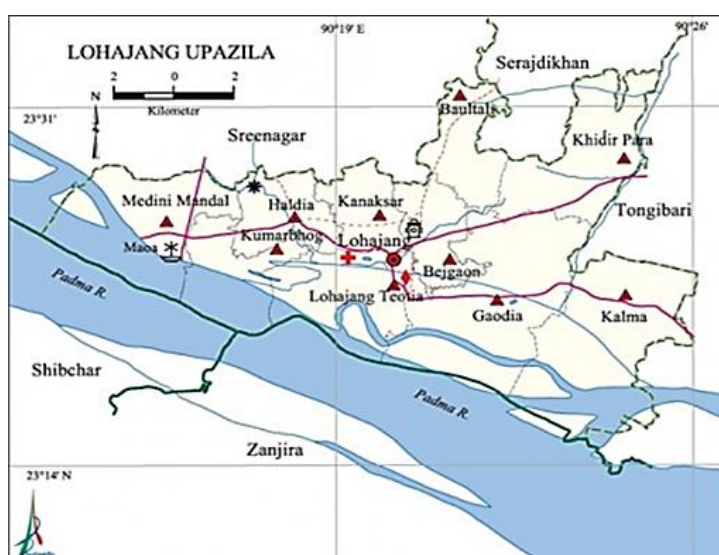 90°19' E
90°26'
LOHAJANG UPAZILA
2 0 2
Kilometer
Serajdikhan
N
23°31'
Baultali
Sreenagar
Khidir Para
Medini Mandal
Haldia
Kanaksar
Tongibari
Maoa
Kumarbhog
Lohajang
Bejgaon
Padma R.
Lohajang Teotia
Gaodia
Kalma
Shibchar
Padma R.
Zanjira
23°14' N